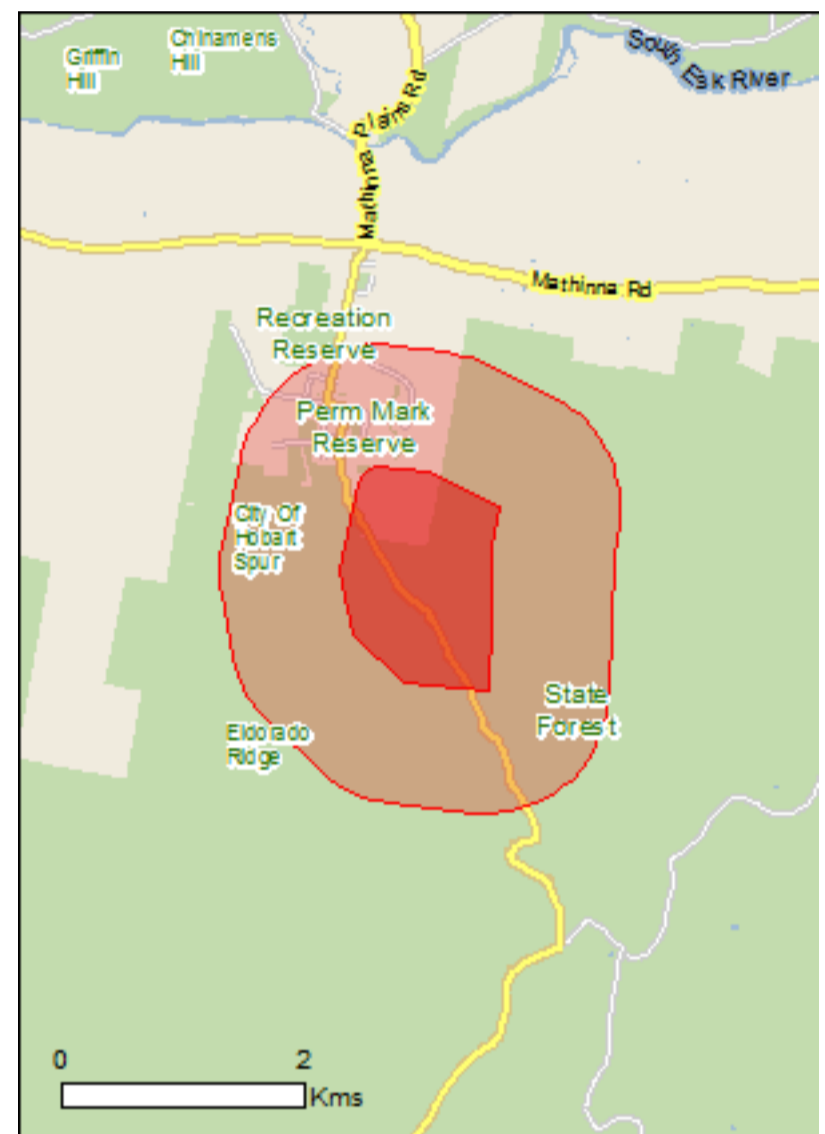 Griffin
Hill
Chinamens
Hill
South Esk River
Mathinna Plains Rd
Mathinna Rd
Recreation
Reserve
Perm Mark
Reserve
City Of
Hobart
Spur
State
Forest
Eldorado
Ridge
0 2
Kms